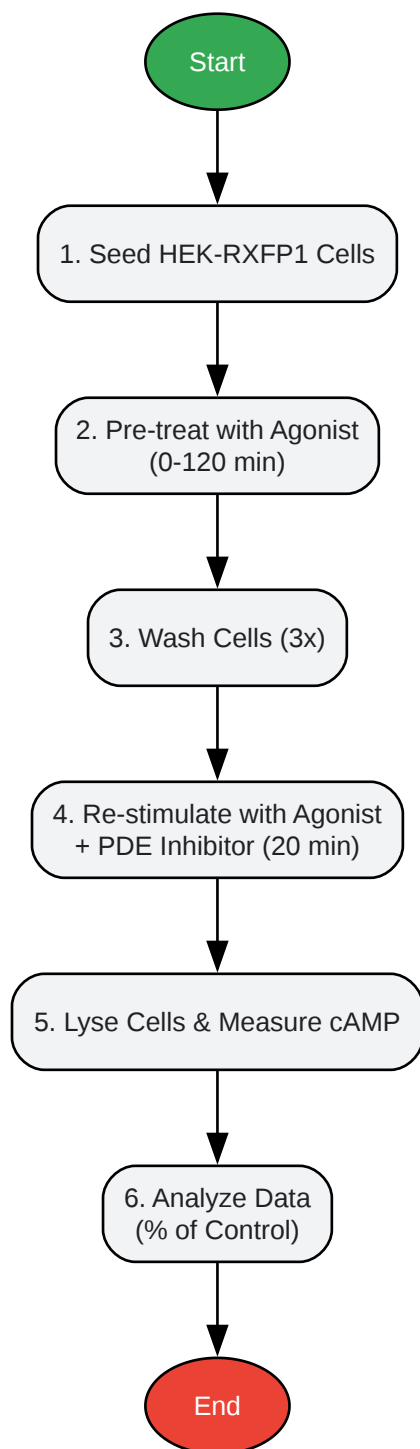 Start
1. Seed HEK-RXFP1 Cells
2. Pre-treat with Agonist
(0-120 min)
3. Wash Cells (3x)
4. Re-stimulate with Agonist
+ PDE Inhibitor (20 min)
5. Lyse Cells & Measure cAMP
6. Analyze Data
(% of Control)
End